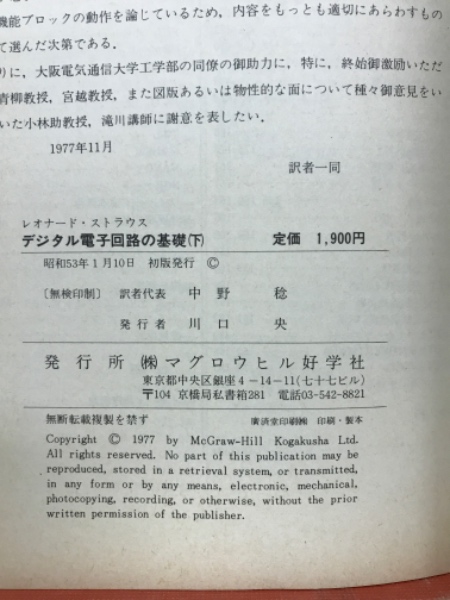 機能ブロックの動作を論じているため，内容をもっとも適切にあらわすもの
て選んだ次第である．
りに，大阪電気通信大学工学部の同僚の御助力に，特に，終始御激励いただ
青柳教授，宮越教授，また図版あるいは物性的な面について種々御意見をい
いた小林助教授，滝川講師に謝意を表したい．
1977年11月
訳者一同
レオナード・ストラウス
デジタル電子回路の基礎(下) 定価 1,900円
昭和53年1月10日 初版発行 ©
〔無検印制〕 訳者代表 中野 稔
発行者 川口 央
発行所 ㈱マグロウヒル好学社
東京都中央区銀座4-14-11(七十七ビル)
〒104 京橋局私書箱281 電話03-542-8821
無断転載複製を禁ず 廣済堂印刷㈱ 印刷・製本
Copyright © 1977 by McGraw-Hill Kogakusha Ltd.
All rights reserved. No part of this publication may be
reproduced, stored in a retrieval system, or transmitted,
in any form or by any means, electronic, mechanical,
photocopying, recording, or otherwise, without the prior
written permission of the publisher.